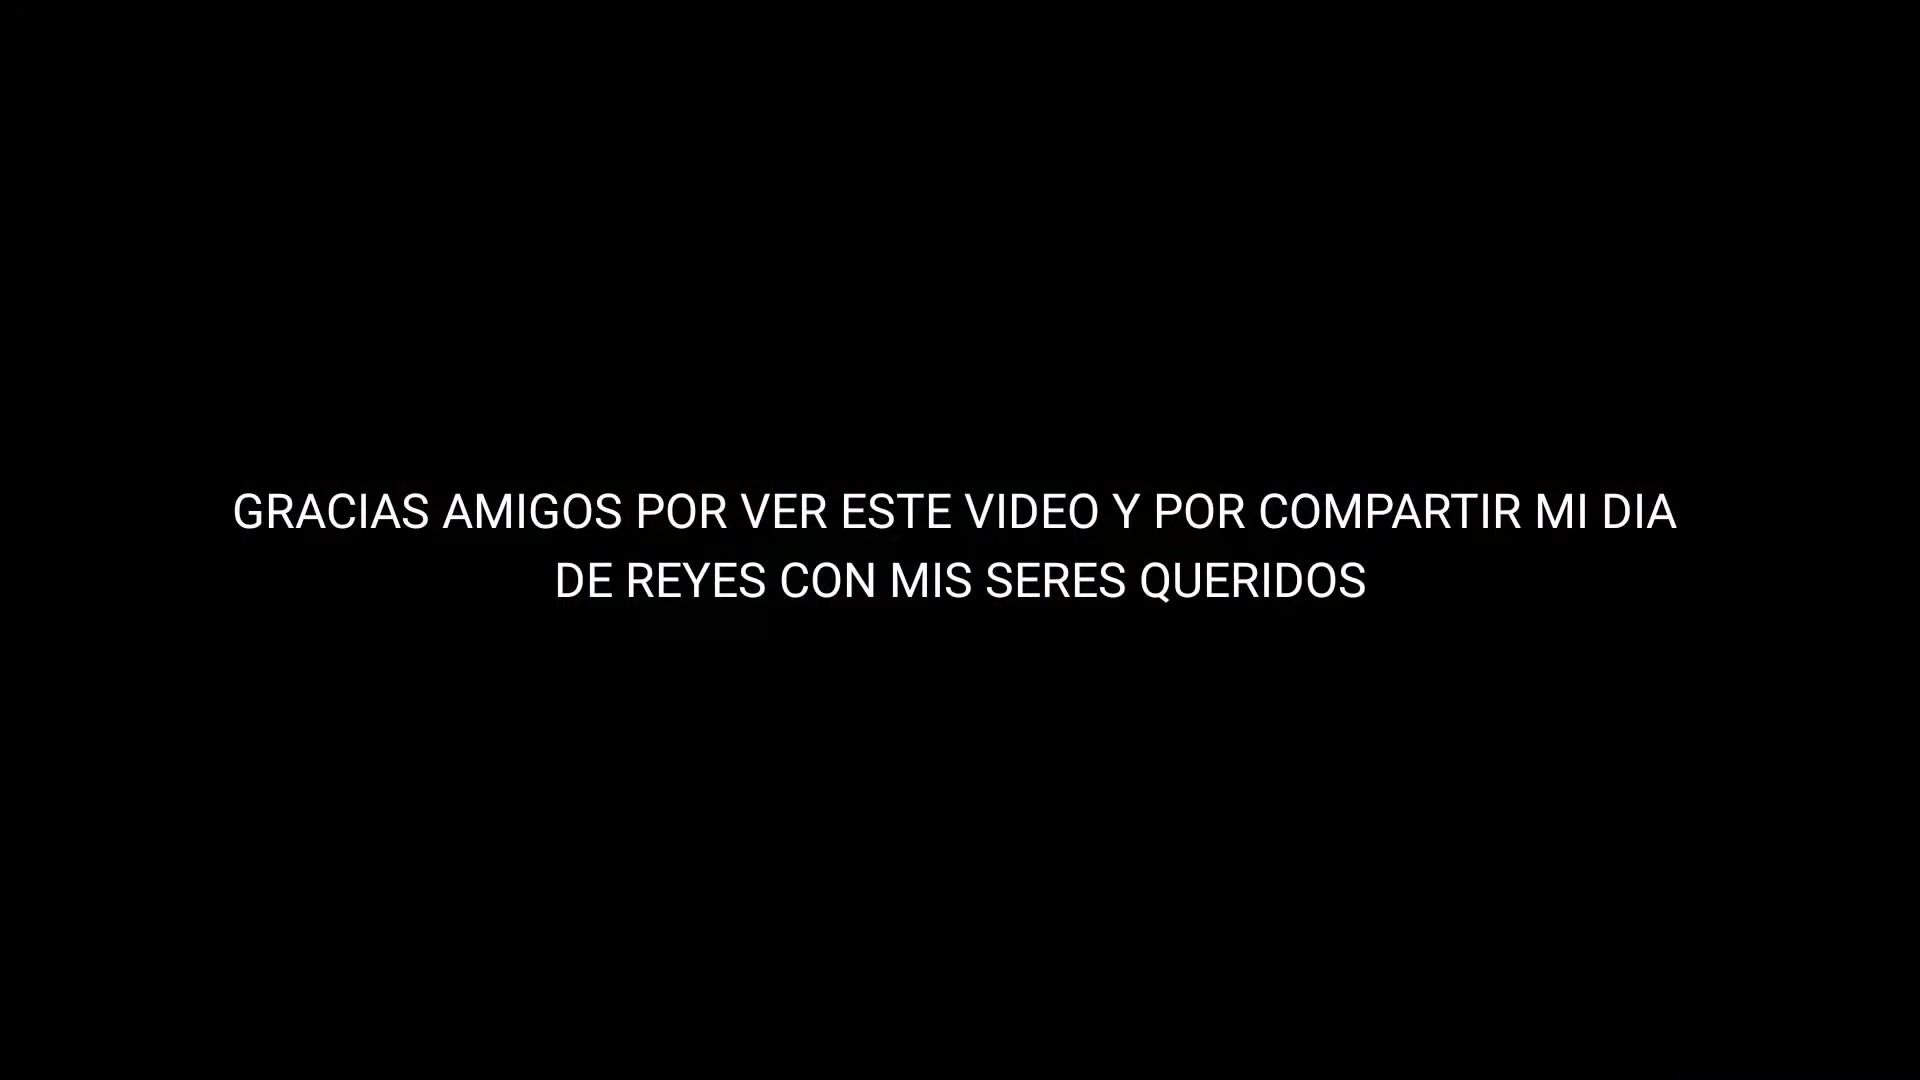 GRACIAS AMIGOS POR VER ESTE VIDEO Y POR COMPARTIR MI DIA
DE REYES CON MIS SERES QUERIDOS